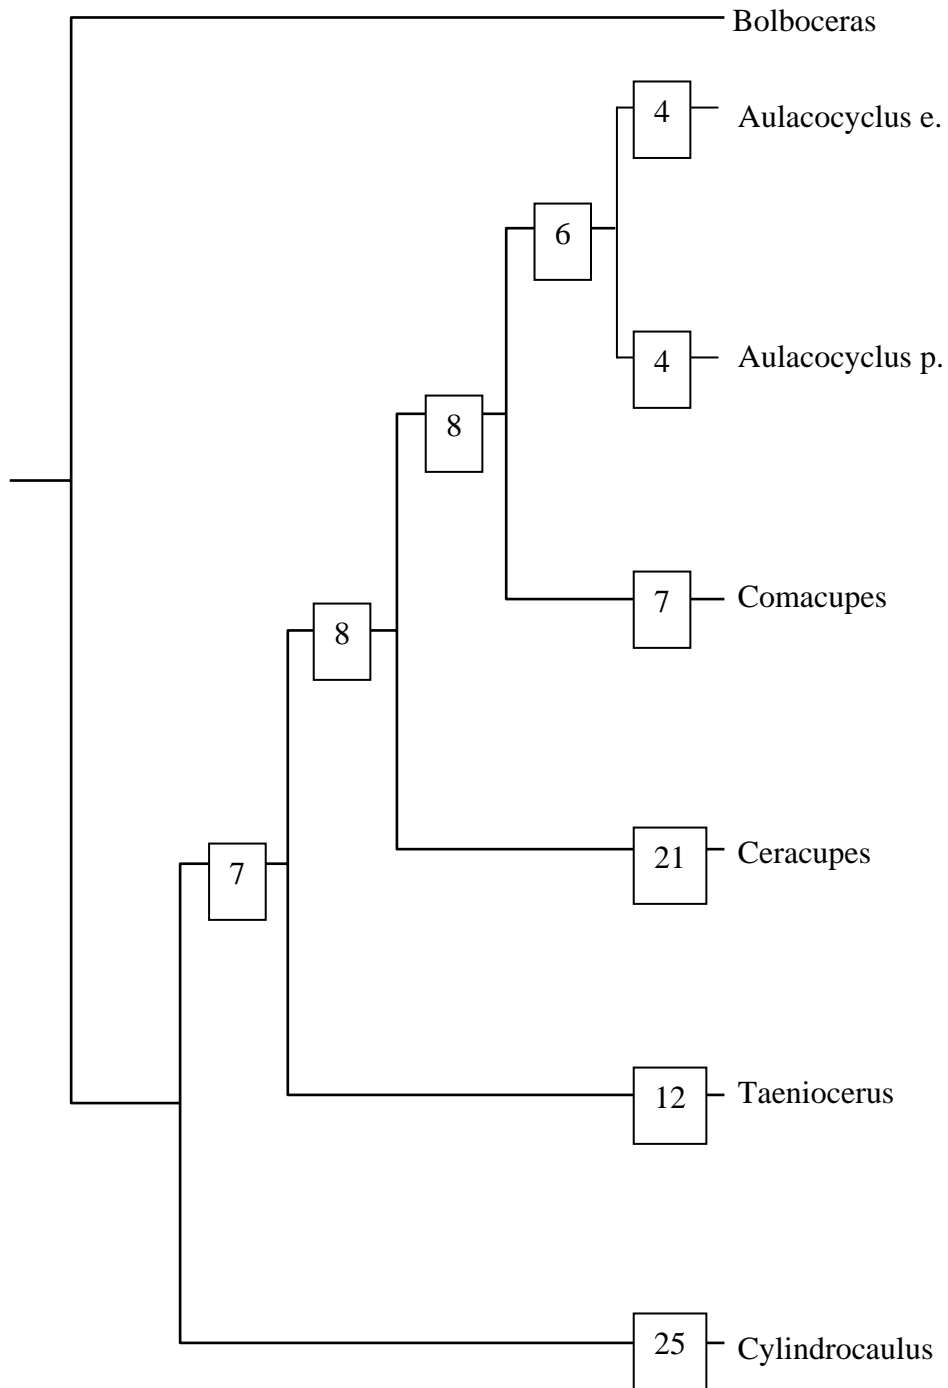 Bolboceras
4 Aulacocyclus e.
6
4 Aulacocyclus p.
8
7 Comacupes
8
21 Ceracupes
7
12 Taeniocerus
25 Cylindrocaulus